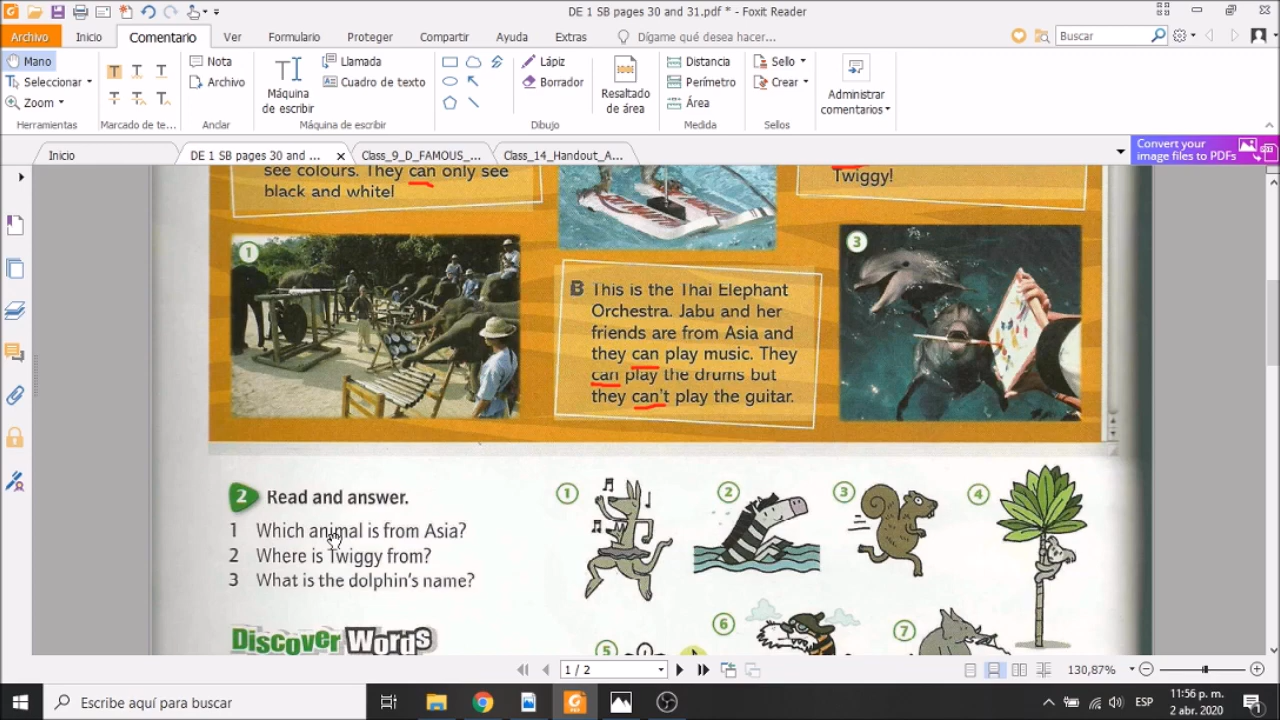 DE 1 SB pages 30 and 31.pdf * - Foxit Reader
Archivo Inicio Comentario Ver Formulario Proteger Compartir Ayuda Extras Dígame qué desea hacer... Buscar
Mano
Seleccionar
Zoom
Herramientas
Marcado de te...
Nota
Archivo
Anclar
Máquina
de escribir
Llamada
Cuadro de texto
Máquina de escribir
Lápiz
Borrador
Dibujo
Resaltado
de área
Distancia
Perímetro
Área
Medida
Sello
Crear
Sellos
Administrar
comentarios
Inicio DE 1 SB pages 30 and ... Class_9_D_FAMOUS_... Class_14_Handout_A...
Convert your
image files to PDFs
see colours. They can only see
black and white!
Twiggy!
1
3
B This is the Thai Elephant
Orchestra. Jabu and her
friends are from Asia and
they can play music. They
can play the drums but
they can't play the guitar.
2 Read and answer.
1 Which animal is from Asia?
2 Where is Twiggy from?
3 What is the dolphin's name?
Discover Words
1
2
3
4
5
6
7
1 / 2
130,87%
Escribe aquí para buscar
ESP
11:56 p. m.
2 abr. 2020
1